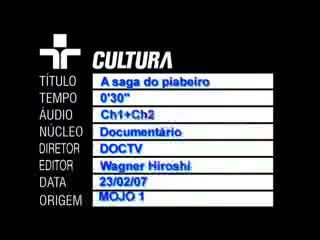 CULTURA
TÍTULO A saga do piabeiro
TEMPO 0'30"
ÁUDIO Ch1+Ch2
NÚCLEO Documentário
DIRETOR DOCTV
EDITOR Wagner Hiroshi
DATA 23/02/07
ORIGEM MOJO 1